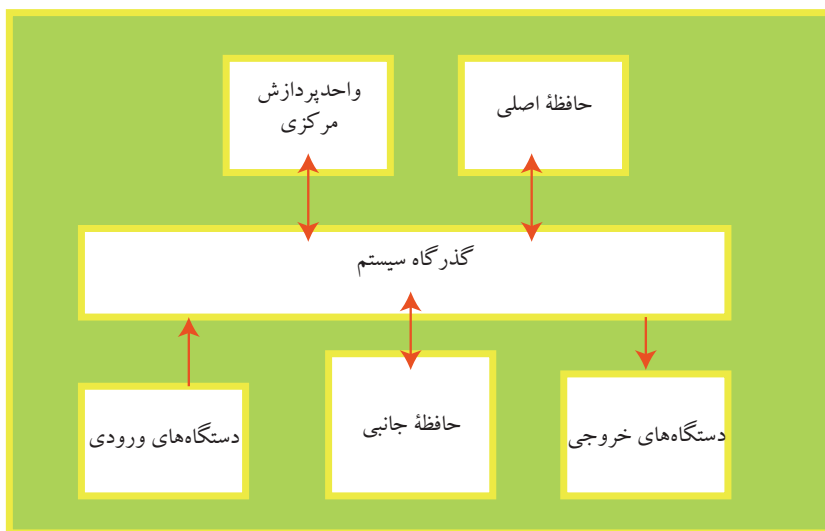 حافظهٔ اصلی
واحدپردازش
مرکزی
گذرگاه سیستم
دستگاه‌های خروجی
حافظهٔ جانبی
دستگاه‌های ورودی